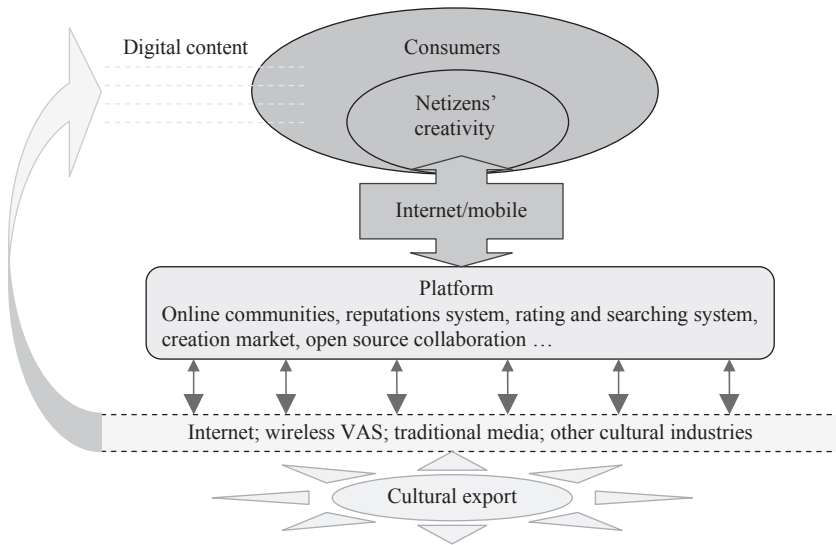 Digital content
Consumers
Netizens’
creativity
Internet/mobile
Platform
Online communities, reputations system, rating and searching system,
creation market, open source collaboration …
Internet; wireless VAS; traditional media; other cultural industries
Cultural export